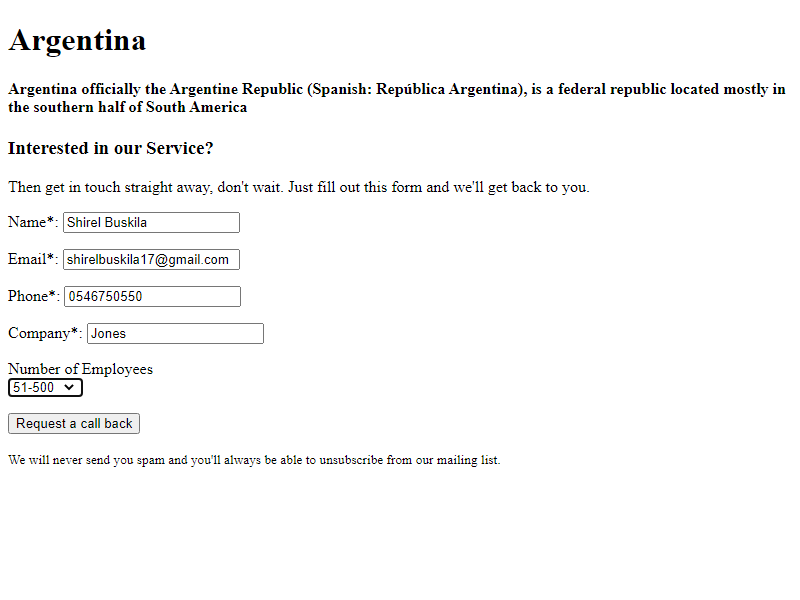 Argentina
Argentina officially the Argentine Republic (Spanish: República Argentina), is a federal republic located mostly in
the southern half of South America
Interested in our Service?
Then get in touch straight away, don't wait. Just fill out this form and we'll get back to you.
Name*: Shirel Buskila
Email*: shirelbuskila17@gmail.com
Phone*: 0546750550
Company*: Jones
Number of Employees
51-500
Request a call back
We will never send you spam and you'll always be able to unsubscribe from our mailing list.